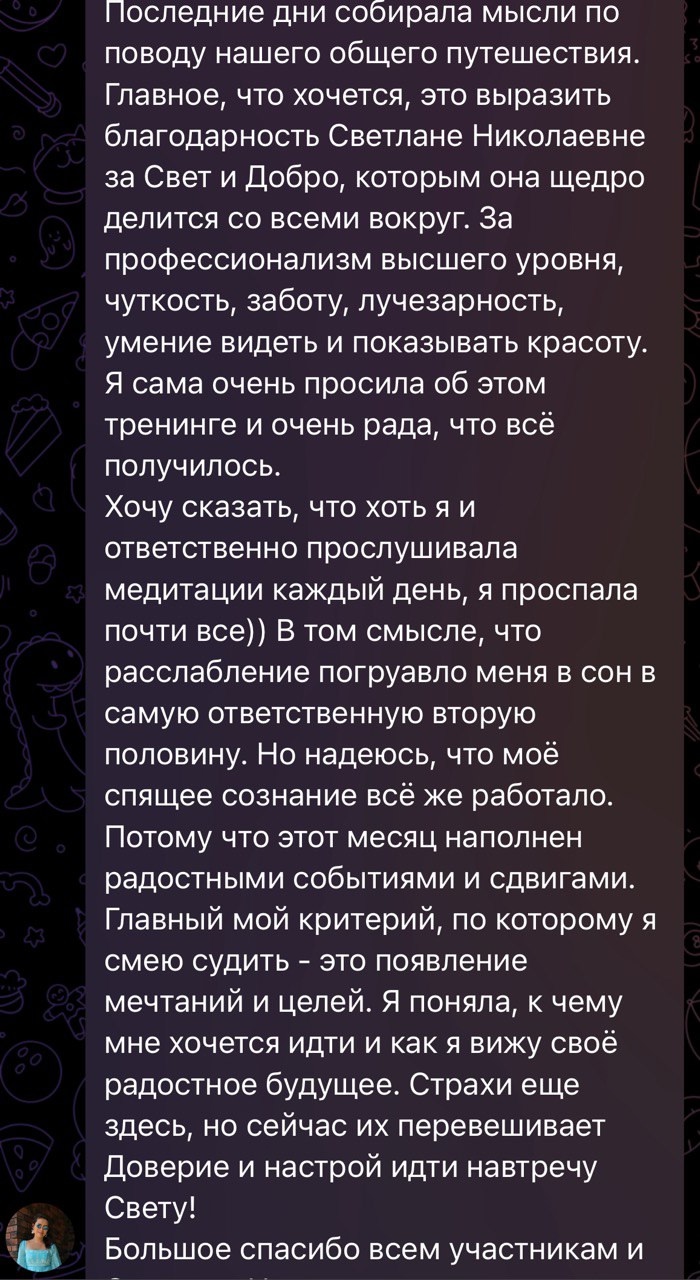 Последние дни собирала мысли по
поводу нашего общего путешествия.
Главное, что хочется, это выразить
благодарность Светлане Николаевне
за Свет и Добро, которым она щедро
делится со всеми вокруг. За
профессионализм высшего уровня,
чуткость, заботу, лучезарность,
умение видеть и показывать красоту.
Я сама очень просила об этом
тренинге и очень рада, что всё
получилось.
Хочу сказать, что хоть я и
ответственно прослушивала
медитации каждый день, я проспала
почти все)) В том смысле, что
расслабление погруавло меня в сон в
самую ответственную вторую
половину. Но надеюсь, что моё
спящее сознание всё же работало.
Потому что этот месяц наполнен
радостными событиями и сдвигами.
Главный мой критерий, по которому я
смею судить - это появление
мечтаний и целей. Я поняла, к чему
мне хочется идти и как я вижу своё
радостное будущее. Страхи еще
здесь, но сейчас их перевешивает
Доверие и настрой идти навтречу
Свету!
Большое спасибо всем участникам и